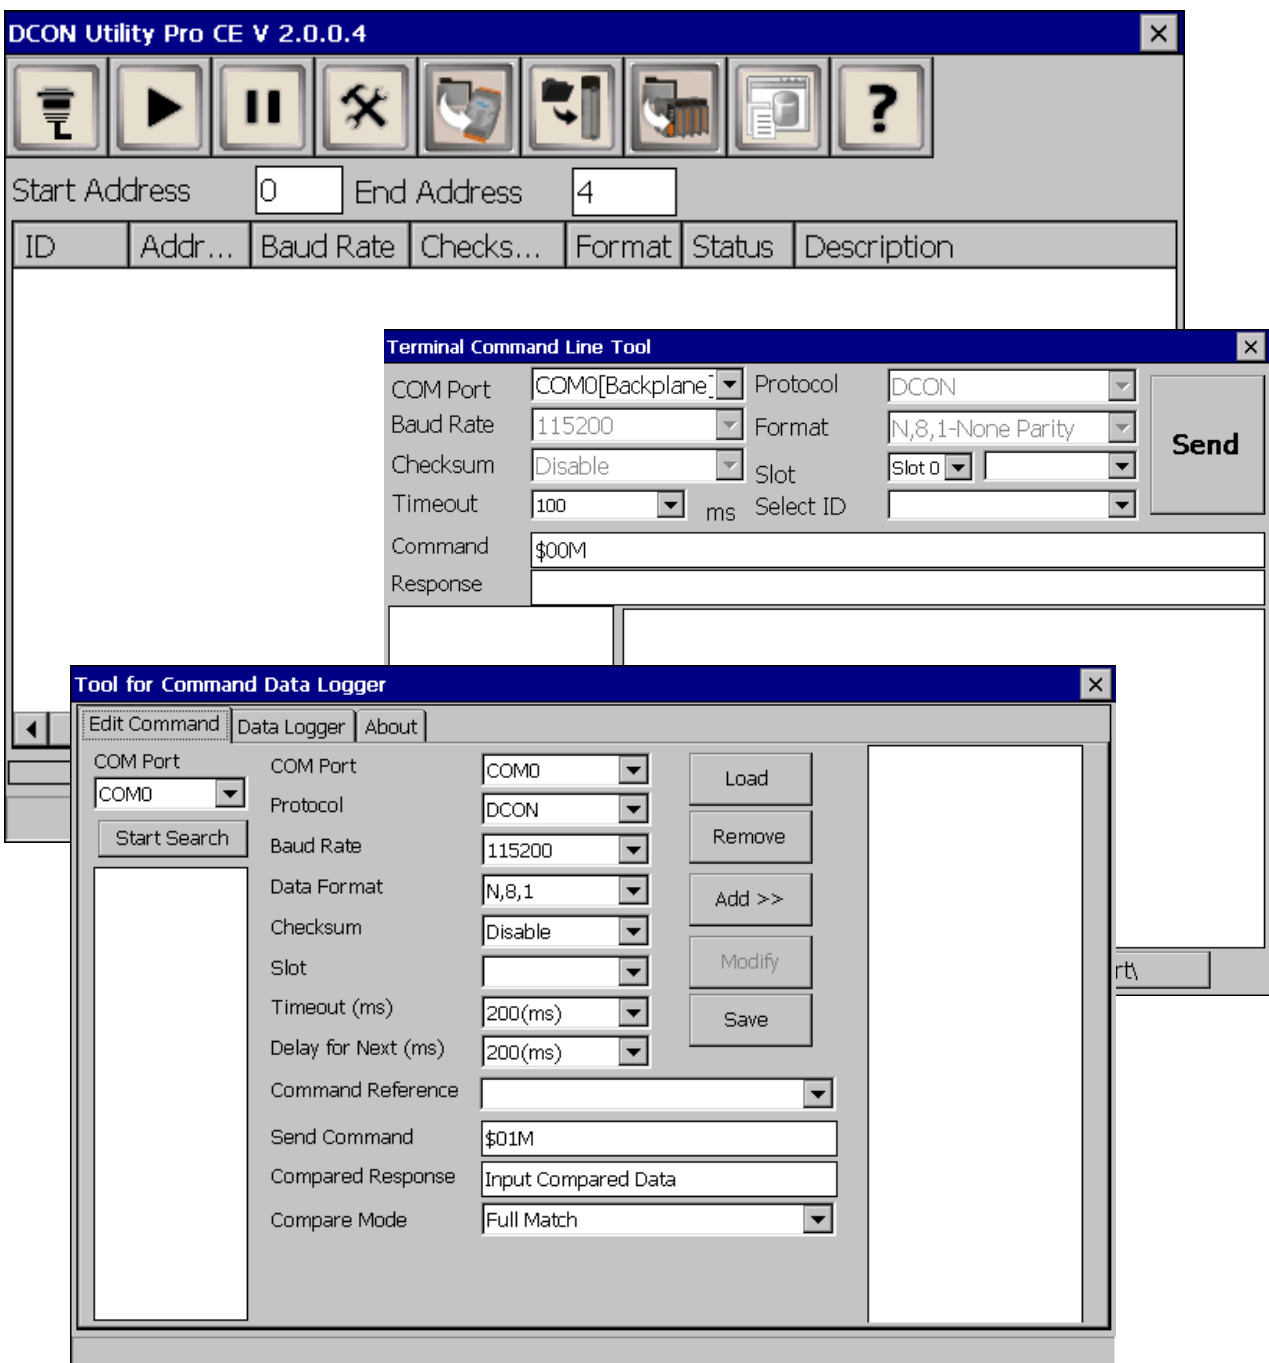 DCON Utility Pro CE V 2.0.0.4
?
Start Address 0 End Address 4
ID Addr... Baud Rate Checks... Format Status Description
Terminal Command Line Tool
COM Port COM0[Backplane] Protocol DCON
Baud Rate 115200 Format N,8,1-None Parity
Send
Checksum Disable Slot Slot 0
Timeout 100 ms Select ID
Command $00M
Response
rt\
Tool for Command Data Logger
Edit Command Data Logger About
COM Port
COM0
Start Search
COM Port COM0
Protocol DCON
Baud Rate 115200
Data Format N,8,1
Checksum Disable
Slot
Timeout (ms) 200(ms)
Delay for Next (ms) 200(ms)
Command Reference
Send Command $01M
Compared Response Input Compared Data
Compare Mode Full Match
Load
Remove
Add >>
Modify
Save